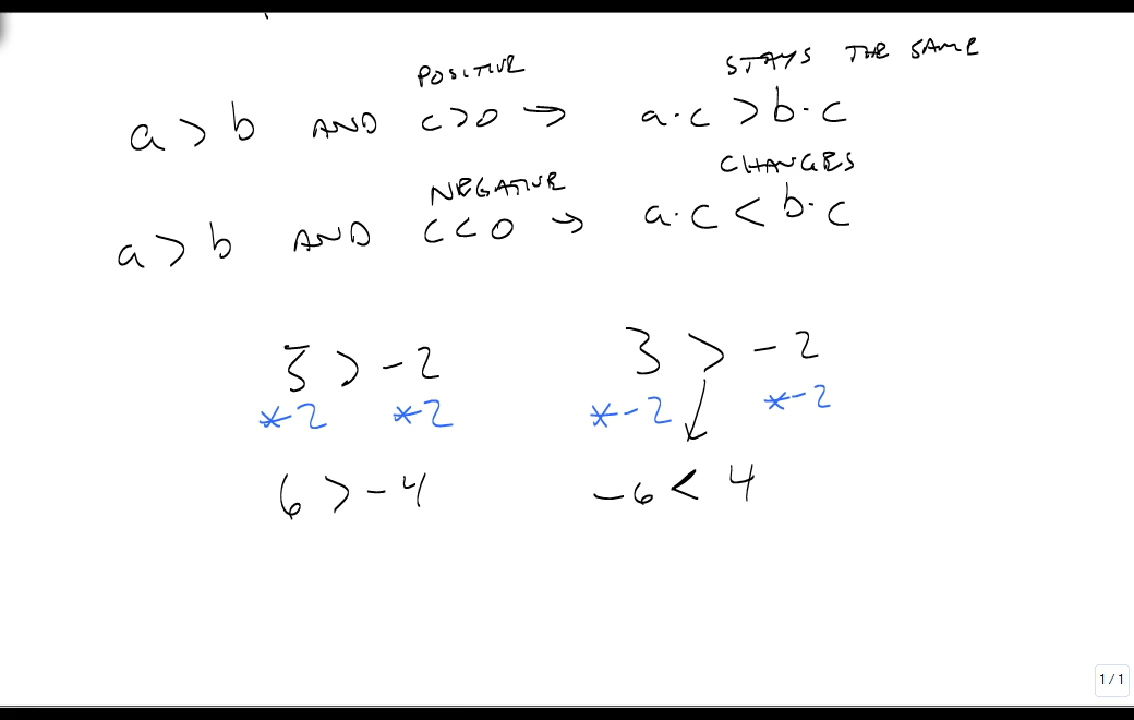 POSITIVE STAYS THE SAME
a > b AND c > 0 → a·c > b·c
NEGATIVE CHANGES
a > b AND c < 0 → a·c < b·c
3 > -2 3 > -2
*2 *2 *-2 *-2
6 > -4 -6 < 4
1 / 1